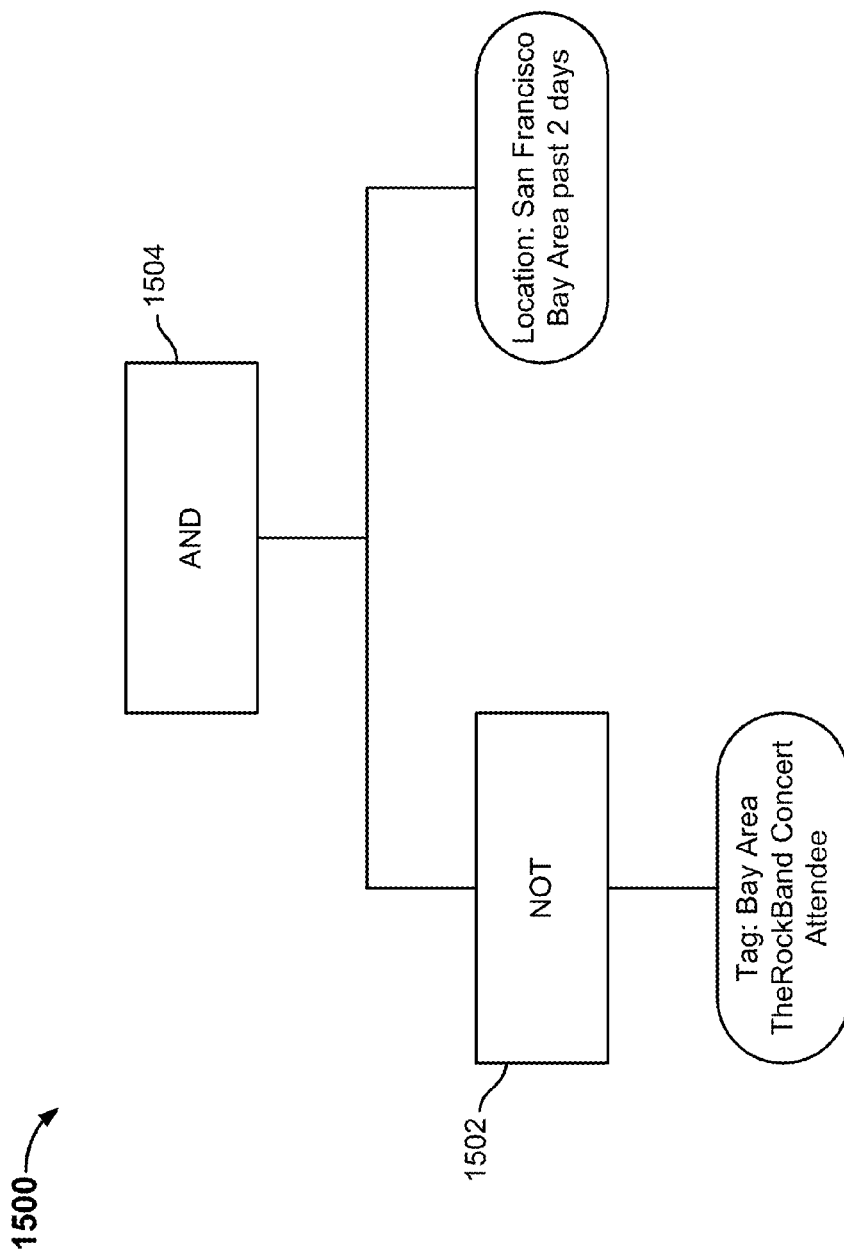 1500
1504
AND
1502
NOT
Location: San Francisco
Bay Area past 2 days
Tag: Bay Area
TheRockBand Concert
Attendee